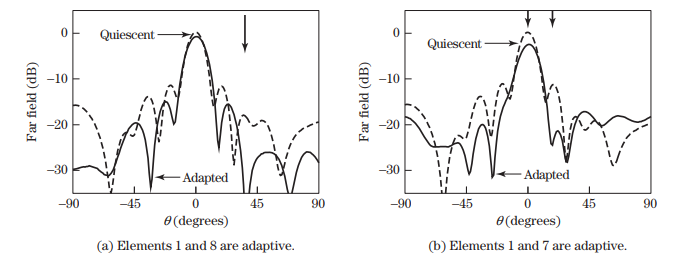 Quiescent
Adapted
Far field (dB)
0
−10
−20
−30
−90
−45
0
45
90
θ (degrees)
(a) Elements 1 and 8 are adaptive.
Quiescent
Adapted
Far field (dB)
0
−10
−20
−30
−90
−45
0
45
90
θ (degrees)
(b) Elements 1 and 7 are adaptive.